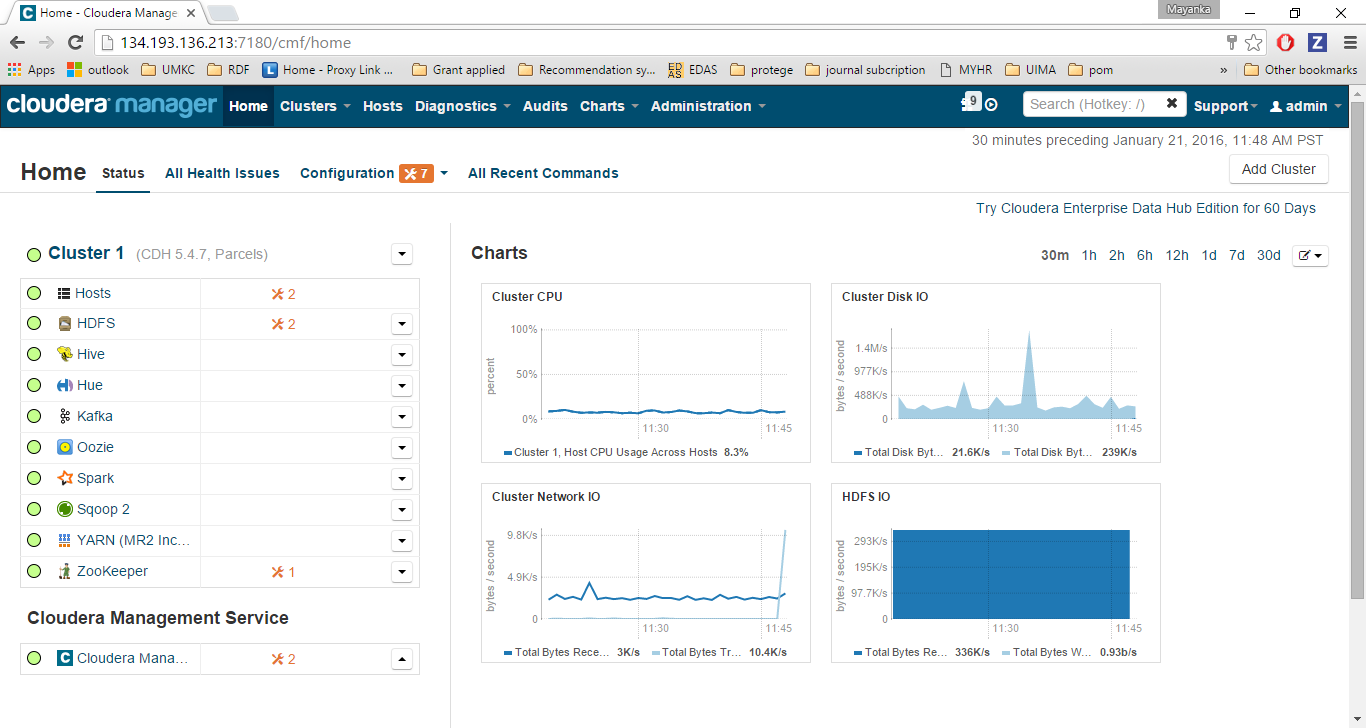 Home - Cloudera Manage
Mayanka
134.193.136.213:7180/cmf/home
Apps outlook UMKC RDF Home - Proxy Link ... Grant applied Recommendation sy... EDAS EDAS protege journal subcription MYHR UIMA pom » Other bookmarks
cloudera manager Home Clusters Hosts Diagnostics Audits Charts Administration 9 Search (Hotkey: /) Support admin
30 minutes preceding January 21, 2016, 11:48 AM PST
Home Status All Health Issues Configuration 7 All Recent Commands Add Cluster
Try Cloudera Enterprise Data Hub Edition for 60 Days
Cluster 1 (CDH 5.4.7, Parcels)
Hosts 2
HDFS 2
Hive
Hue
Kafka
Oozie
Spark
Sqoop 2
YARN (MR2 Inc...
ZooKeeper 1
Cloudera Management Service
Cloudera Mana... 2
Charts
30m 1h 2h 6h 12h 1d 7d 30d
Cluster CPU
percent
100%
50%
0%
11:30 11:45
Cluster 1, Host CPU Usage Across Hosts 8.3%
Cluster Disk IO
bytes / second
1.4M/s
977K/s
488K/s
0
11:30 11:45
Total Disk Byt... 21.6K/s Total Disk Byt... 239K/s
Cluster Network IO
bytes / second
9.8K/s
4.9K/s
0
11:30 11:45
Total Bytes Rece... 3K/s Total Bytes Tr... 10.4K/s
HDFS IO
bytes / second
293K/s
195K/s
97.7K/s
0
11:30 11:45
Total Bytes Re... 336K/s Total Bytes W... 0.93b/s